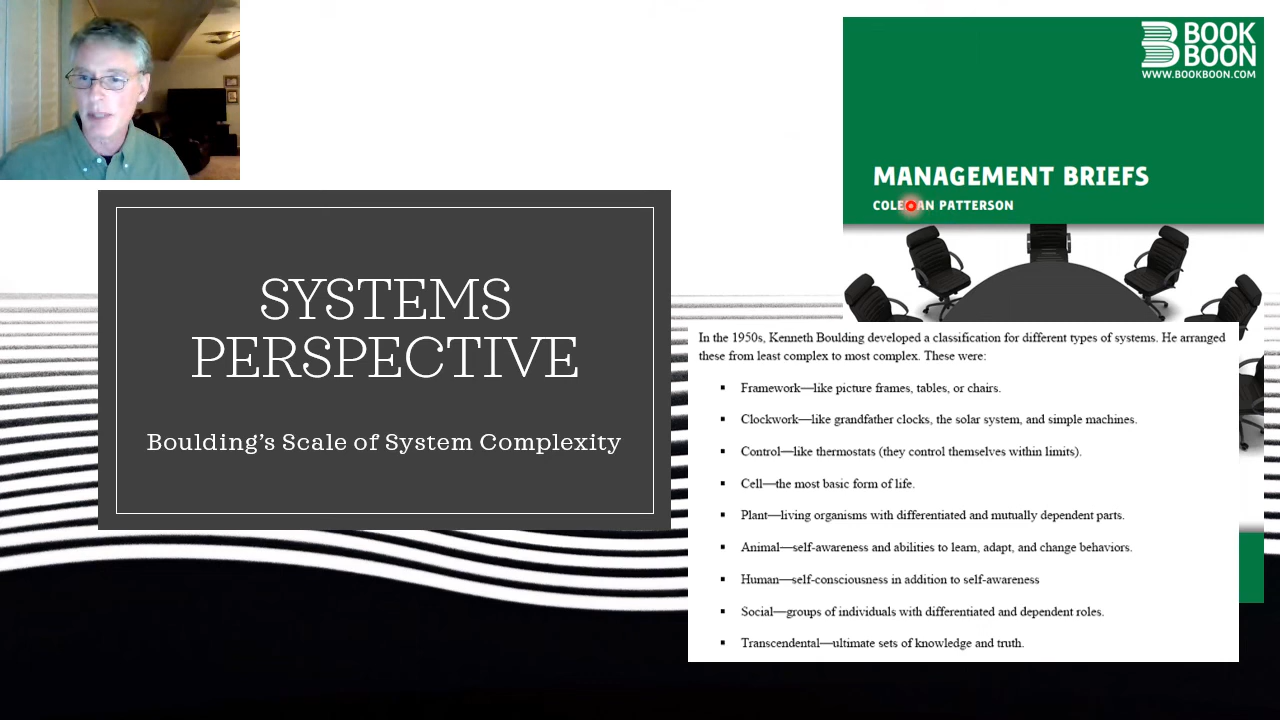 SYSTEMS
PERSPECTIVE
Boulding's Scale of System Complexity
BOOK
BOON
WWW.BOOKBOON.COM
MANAGEMENT BRIEFS
PATTERSON
In the 1950s, Kenneth Boulding developed a classification for different types of systems. He arranged
these from least complex to most complex. These were:
▪ Framework—like picture frames, tables, or chairs.
▪ Clockwork—like grandfather clocks, the solar system, and simple machines.
▪ Control—like thermostats (they control themselves within limits).
▪ Cell—the most basic form of life.
▪ Plant—living organisms with differentiated and mutually dependent parts.
▪ Animal—self-awareness and abilities to learn, adapt, and change behaviors.
▪ Human—self-consciousness in addition to self-awareness
▪ Social—groups of individuals with differentiated and dependent roles.
▪ Transcendental—ultimate sets of knowledge and truth.